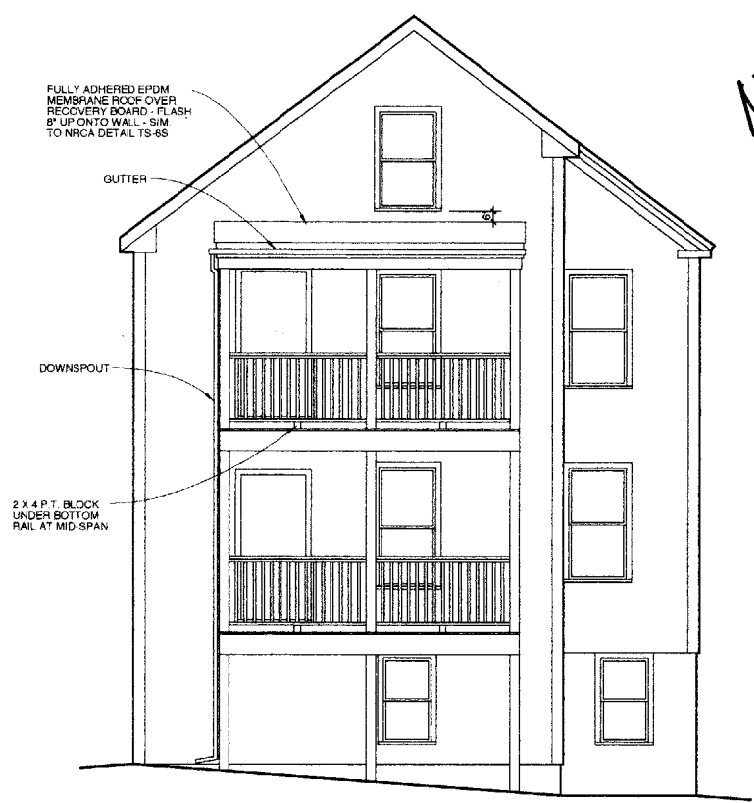 FULLY ADHERED EPDM
MEMBRANE ROOF OVER
RECOVERY BOARD - FLASH
8" UP ONTO WALL - SIM.
TO NRCA DETAIL TS-6S
GUTTER
6"
DOWNSPOUT
2 X 4 P.T. BLOCK
UNDER BOTTOM
RAIL AT MID-SPAN